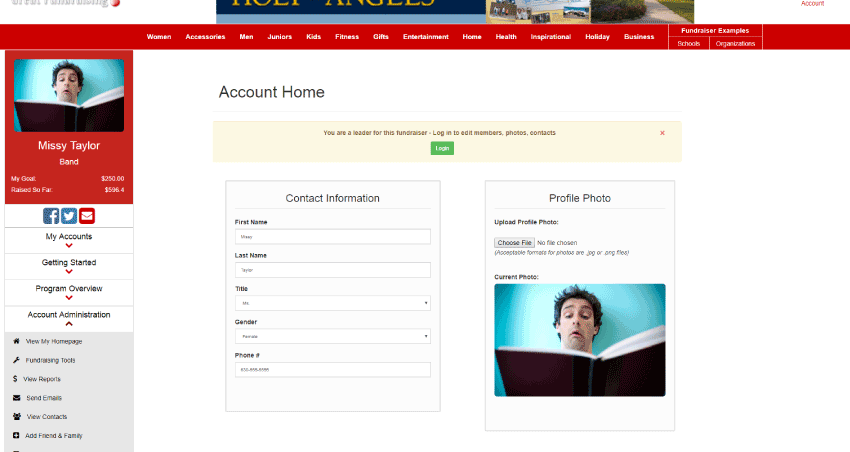 Great Fundraising
HOLY ANGELS
Account
Women Accessories Men Juniors Kids Fitness Gifts Entertainment Home Health Inspirational Holiday Business
Fundraiser Examples
Schools Organizations
Missy Taylor
Band
My Goal: $250.00
Raised So Far: $596.4
My Accounts
Getting Started
Program Overview
Account Administration
View My Homepage
Fundraising Tools
View Reports
Send Emails
View Contacts
Add Friend & Family
Account Home
You are a leader for this fundraiser - Log in to edit members, photos, contacts
×
Login
Contact Information
First Name
Missy
Last Name
Taylor
Title
Ms.
Gender
Female
Phone #
Profile Photo
Upload Profile Photo:
Choose File No file chosen
(Acceptable formats for photos are .jpg or .png files)
Current Photo: